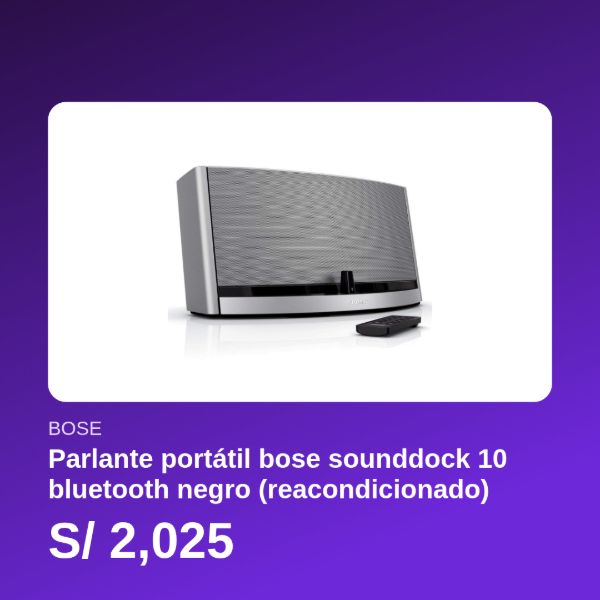 BOSE
Parlante portátil bose sounddock 10
bluetooth negro (reacondicionado)
S/ 2,025